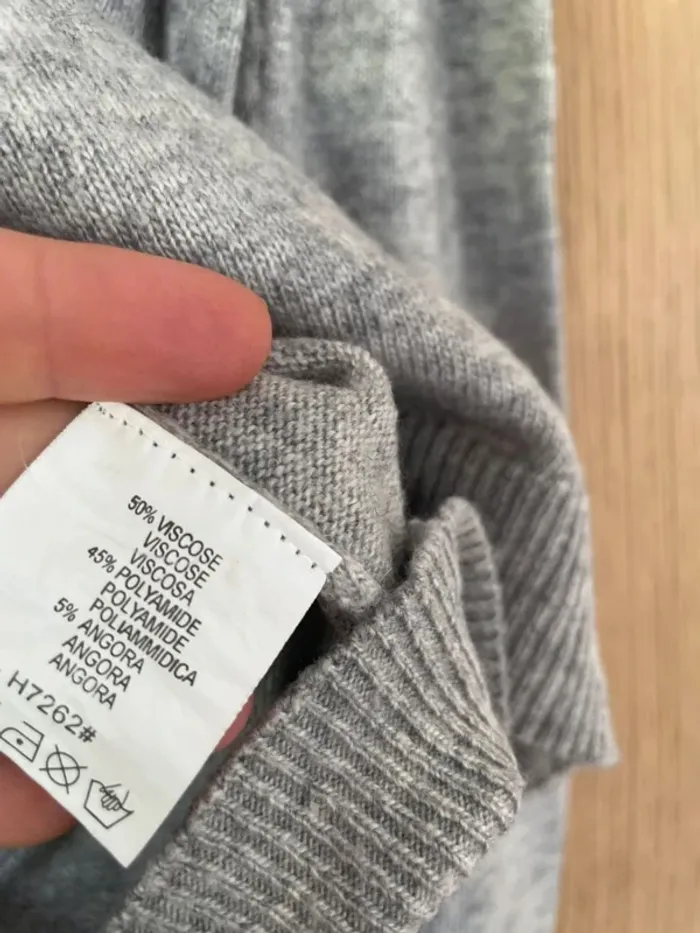 50% VISCOSE
VISCOSE
VISCOSA
45% POLYAMIDE
POLYAMIDE
POLIAMMIDICA
5% ANGORA
ANGORA
ANGORA
H7262#